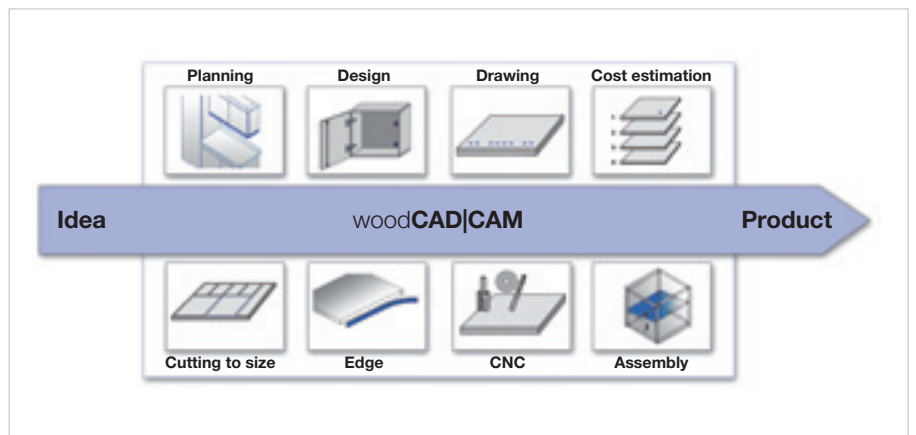 Planning Design Drawing Cost estimation
Idea woodCAD|CAM Product
Cutting to size Edge CNC Assembly